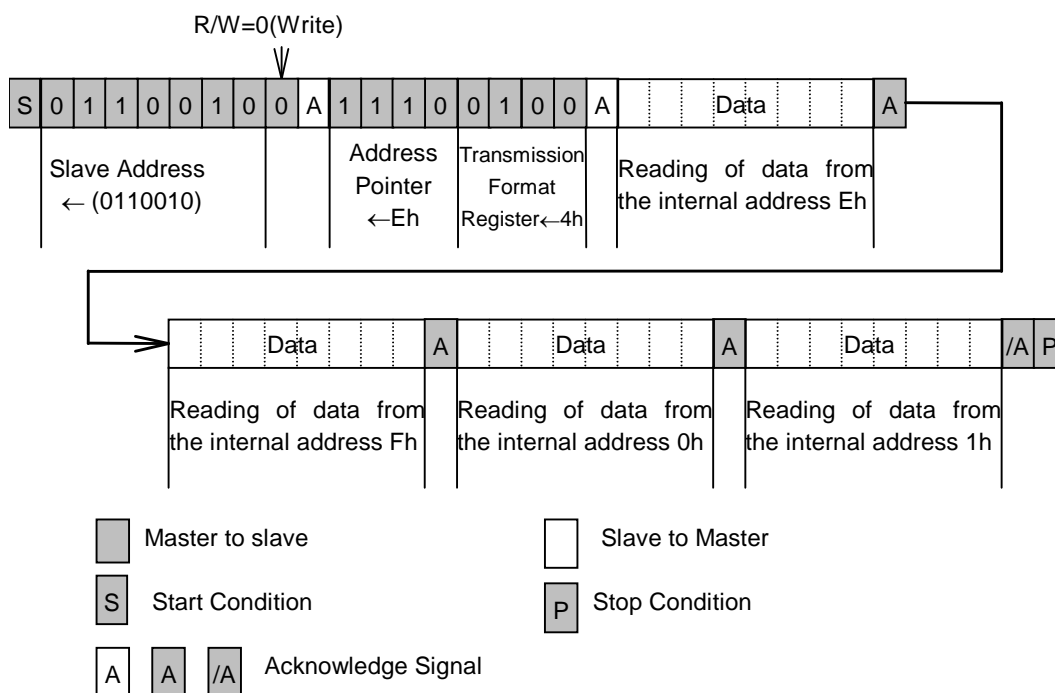 R/W=0(Write)
S 0 1 1 0 0 1 0 0 A 1 1 1 0 0 1 0 0 A Data A
Slave Address
← (0110010)
Address
Pointer
←Eh
Transmission
Format
Register←4h
Reading of data from
the internal address Eh
Data A Data A Data /A P
Reading of data from
the internal address Fh
Reading of data from
the internal address 0h
Reading of data from
the internal address 1h
Master to slave
Slave to Master
S Start Condition
P Stop Condition
A A /A Acknowledge Signal